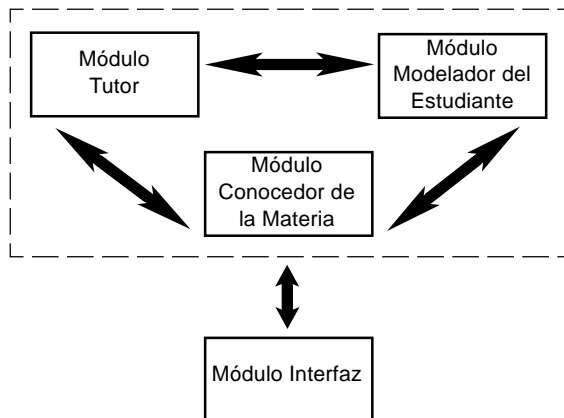 Módulo
Tutor
Módulo
Modelador del
Estudiante
Módulo
Conocedor de
la Materia
Módulo Interfaz